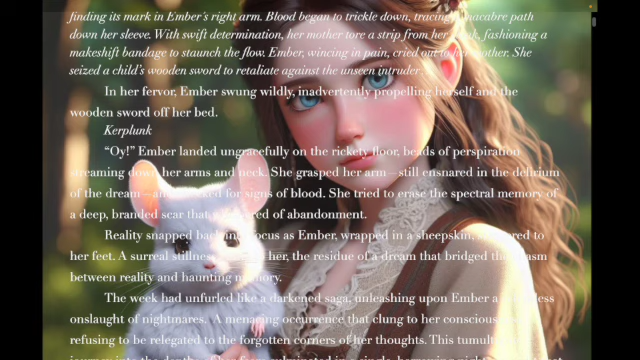 finding its mark in Ember's right arm. Blood began to trickle down, tracing macabre path
down her sleeve. With swift determination, her mother tore a strip from her fashioning a
makeshift bandage to staunch the flow. Ember, wincing in pain, cried out to her mother. She
seized a child's wooden sword to retaliate against the unseen intruder.
In her fervor, Ember swung wildly, inadvertently propelling herself and the
wooden sword off her bed.
Kerplunk
"Oy!" Ember landed ungracefully on the rickety floor, beads of perspiration
streaming down her arms and neck. She grasped her arm—still ensnared in the delirium
of the dream—and for signs of blood. She tried to erase the spectral memory of
a deep, branded scar that of abandonment.
Reality snapped back into focus as Ember, wrapped in a sheepskin, to
her feet. A surreal stillness her, the residue of a dream that bridged the chasm
between reality and haunting memory.
The week had unfurled like a darkened saga, unleashing upon Ember a
onslaught of nightmares. A menacing occurrence that clung to her
refusing to be relegated to the forgotten corners of her thoughts. This